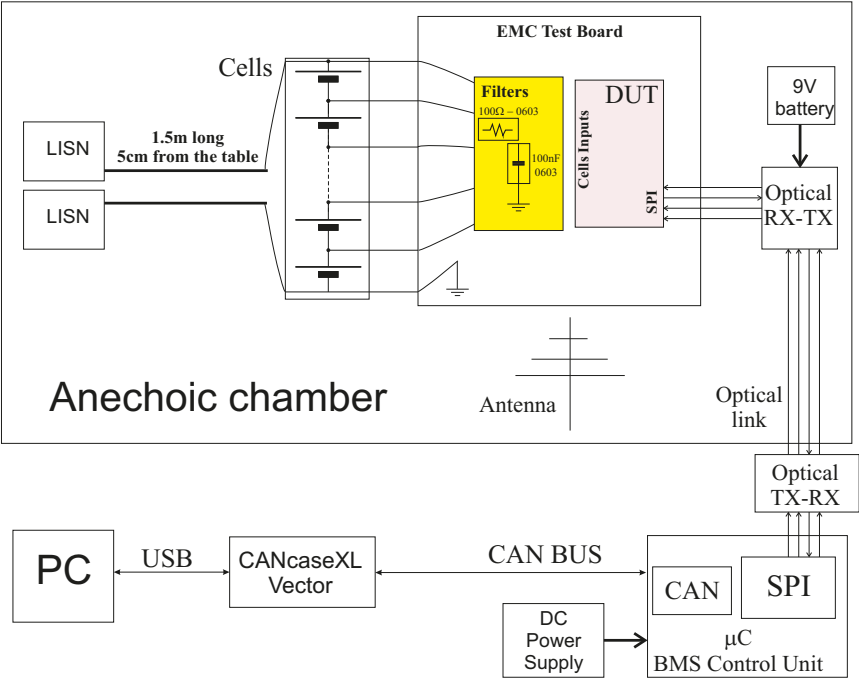 EMC Test Board
Cells
Filters
100Ω – 0603
100nF
0603
DUT
Cells Inputs
SPI
9V
battery
LISN
1.5m long
5cm from the table
LISN
Optical
RX-TX
Anechoic chamber
Antenna
Optical
link
Optical
TX-RX
PC
USB
CANcaseXL
Vector
CAN BUS
CAN
SPI
DC
Power
Supply
μC
BMS Control Unit